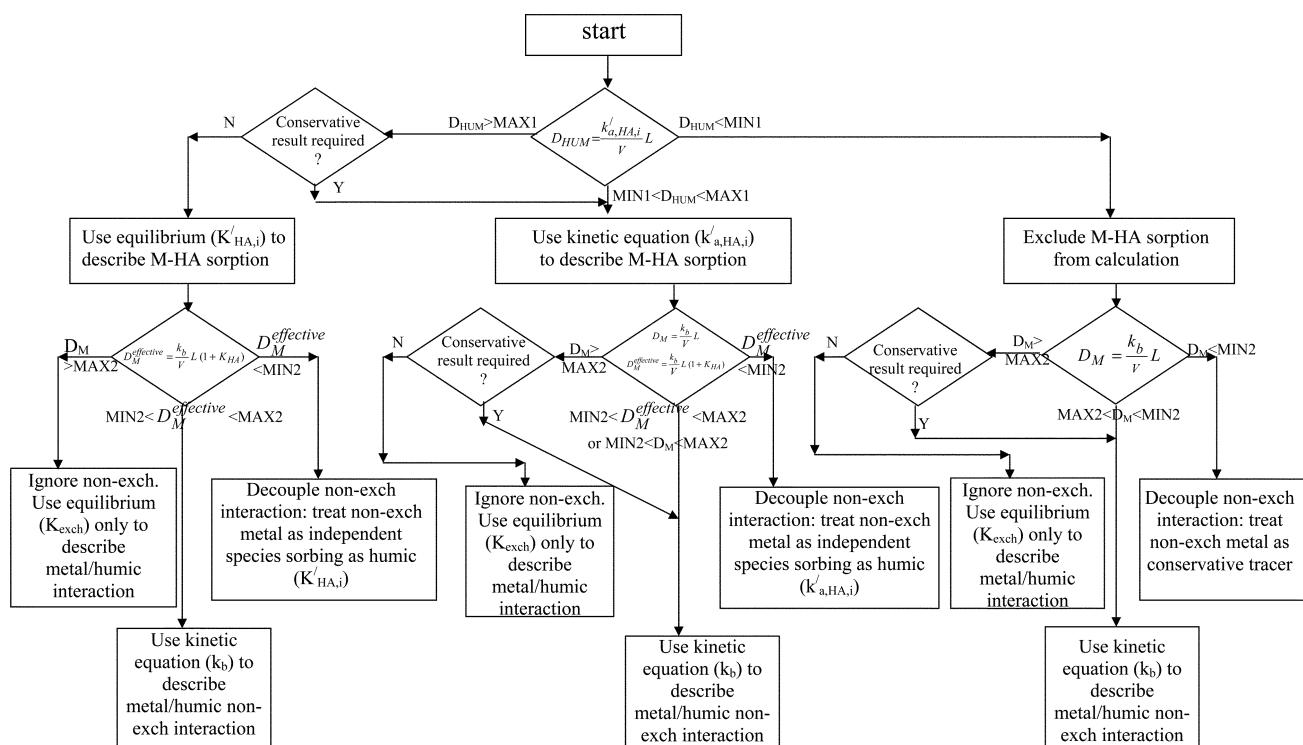 start
N
Conservative
result required
?
Y
D_HUM>MAX1
D_HUM = k′_a,HA,i / V L
D_HUM<MIN1
MIN1<D_HUM<MAX1
Use equilibrium (K′_HA,i) to
describe M-HA sorption
Use kinetic equation (k′_a,HA,i)
to describe M-HA sorption
Exclude M-HA sorption
from calculation
D_M
>MAX2
D_M^effective = k_b / V L (1 + K_HA)
D_M^effective
<MIN2
MIN2< D_M^effective <MAX2
N
Conservative
result required
?
Y
D_M>
MAX2
D_M = k_b / V L
D_M^effective = k_b / V L (1 + K_HA)
D_M^effective
<MIN2
MIN2< D_M^effective <MAX2
or MIN2<D_M<MAX2
N
Conservative
result required
?
Y
D_M>
MAX2
D_M = k_b / V L
D_M<MIN2
MAX2<D_M<MIN2
Ignore non-exch.
Use equilibrium
(K_exch) only to
describe
metal/humic
interaction
Decouple non-exch
interaction: treat non-exch
metal as independent
species sorbing as humic
(K′_HA,i)
Ignore non-exch.
Use equilibrium
(K_exch) only to
describe
metal/humic
interaction
Decouple non-exch
interaction: treat non-exch
metal as independent
species sorbing as humic
(k′_a,HA,i)
Ignore non-exch.
Use equilibrium
(K_exch) only to
describe
metal/humic
interaction
Decouple non-exch
interaction: treat
non-exch metal as
conservative tracer
Use kinetic
equation (k_b) to
describe
metal/humic non-
exch interaction
Use kinetic
equation (k_b) to
describe
metal/humic non-
exch interaction
Use kinetic
equation (k_b) to
describe
metal/humic non-
exch interaction